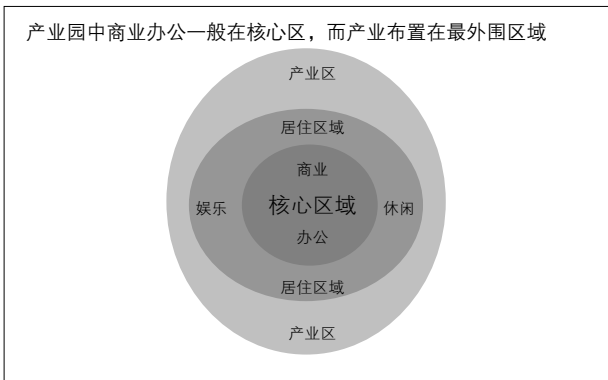 产业园中商业办公一般在核心区，而产业布置在最外围区域
产业区
居住区域
商业
娱乐
核心区域
休闲
办公
居住区域
产业区